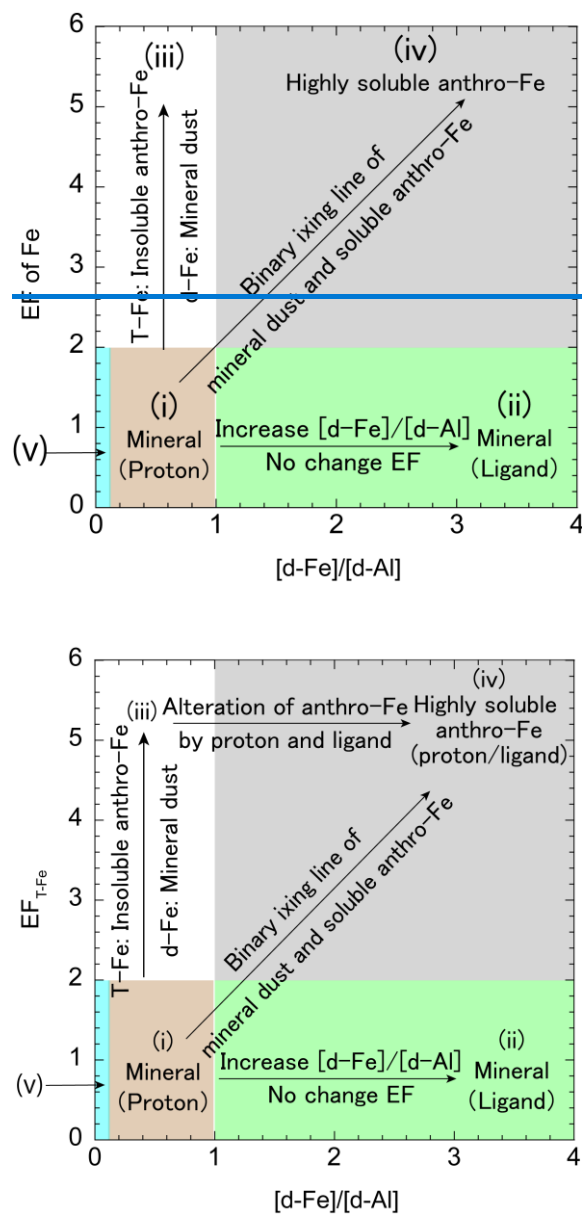 6
5
4
3
2
1
0
EF of Fe
(iii)
(iv)
Highly soluble anthro-Fe
T-Fe: Insoluble anthro-Fe
d-Fe: Mineral dust
Binary ixing line of
mineral dust and soluble anthro-Fe
(i)
Mineral
(Proton)
Increase [d-Fe]/[d-Al]
No change EF
(ii)
Mineral
(Ligand)
(v)
0 1 2 3 4
[d-Fe]/[d-Al]
6
5
4
3
2
1
0
EF T-Fe
(iii)
Alteration of anthro-Fe
by proton and ligand
(iv)
Highly soluble
anthro-Fe
(proton/ligand)
T-Fe: Insoluble anthro-Fe
d-Fe: Mineral dust
Binary ixing line of
mineral dust and soluble anthro-Fe
(i)
Mineral
(Proton)
Increase [d-Fe]/[d-Al]
No change EF
(ii)
Mineral
(Ligand)
(v)
0 1 2 3 4
[d-Fe]/[d-Al]